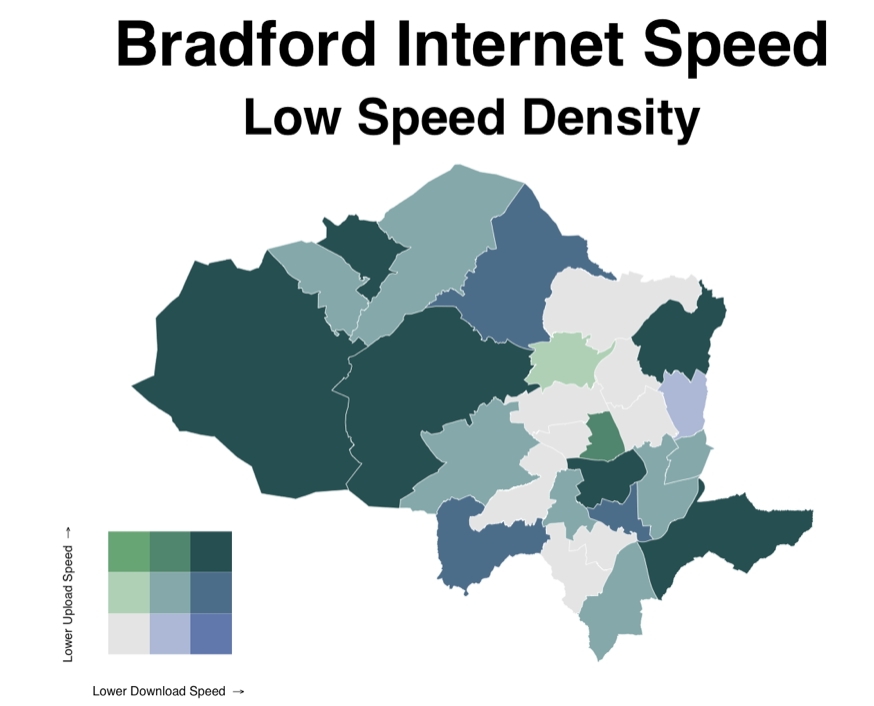 Bradford Internet Speed
Low Speed Density
Lower Upload Speed →
Lower Download Speed →